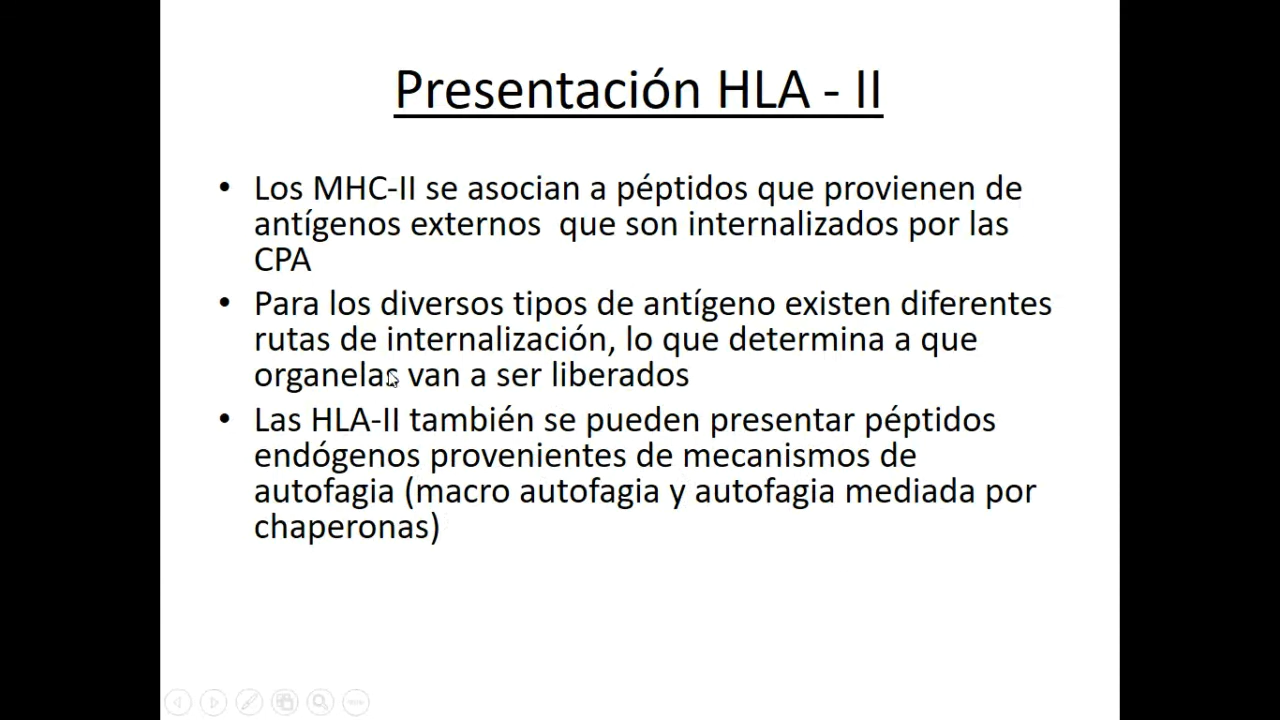 Presentación HLA - II
• Los MHC-II se asocian a péptidos que provienen de
antígenos externos  que son internalizados por las
CPA
• Para los diversos tipos de antígeno existen diferentes
rutas de internalización, lo que determina a que
organelas van a ser liberados
• Las HLA-II también se pueden presentar péptidos
endógenos provenientes de mecanismos de
autofagia (macro autofagia y autofagia mediada por
chaperonas)